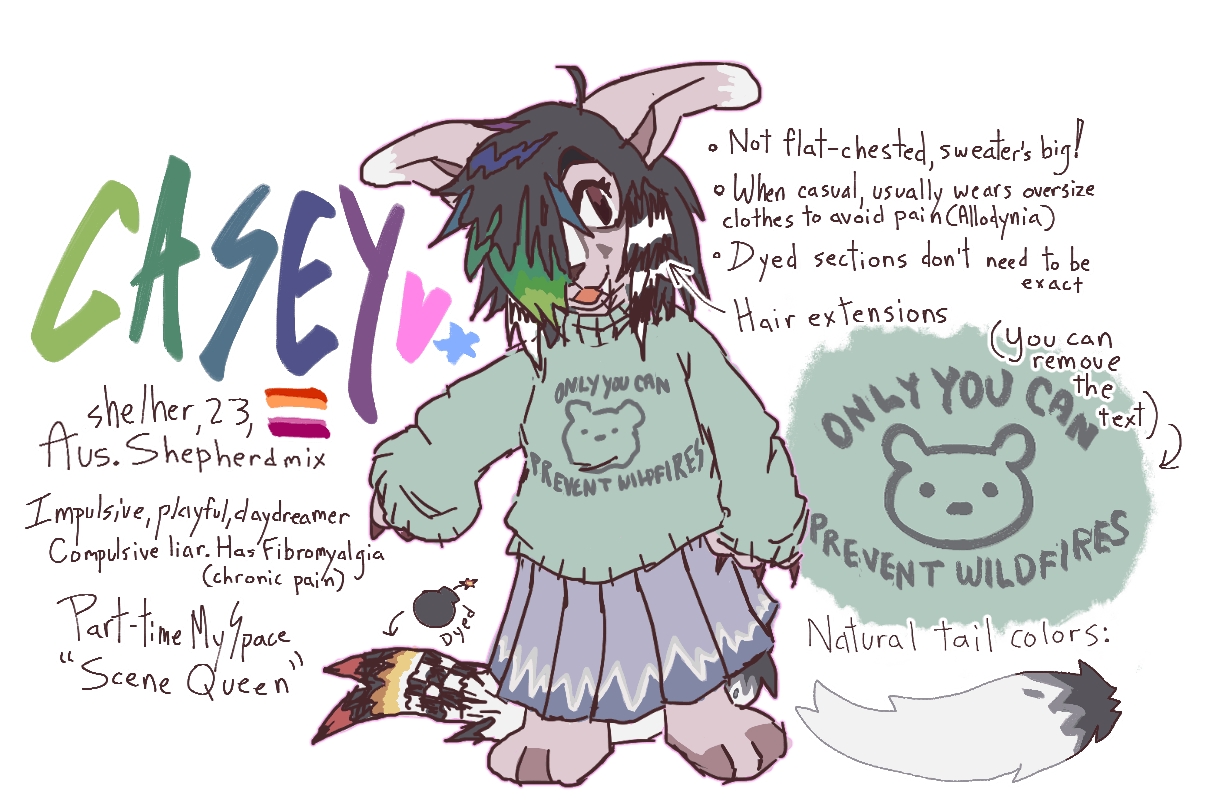 CASEY
she/her, 23,
Aus. Shepherd mix
Impulsive, playful, daydreamer
Compulsive liar. Has Fibromyalgia
(chronic pain)
Part-time MySpace
"Scene Queen"
Dyed
ONLY YOU CAN
PREVENT WILDFIRES
Not flat-chested, sweater's big!
When casual, usually wears oversize
clothes to avoid pain (Allodynia)
Dyed sections don't need to be
exact
Hair extensions
(You can
remove
the
text)
ONLY YOU CAN
PREVENT WILDFIRES
Natural tail colors: